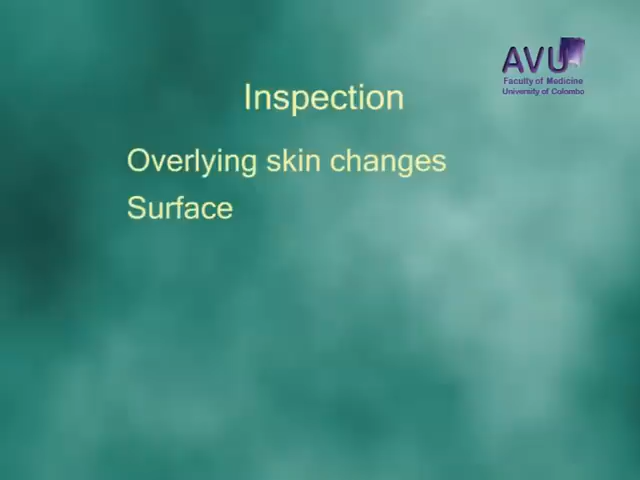 AVU
Faculty of Medicine
University of Colombo
Inspection
Overlying skin changes
Surface